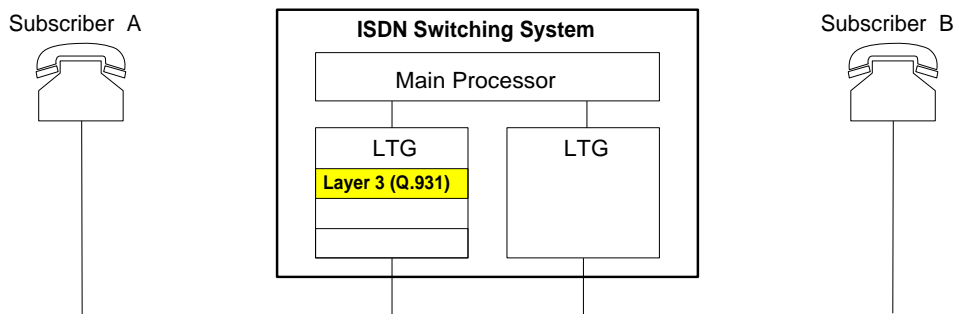 Subscriber A
ISDN Switching System
Subscriber B
Main Processor
LTG
LTG
Layer 3 (Q.931)